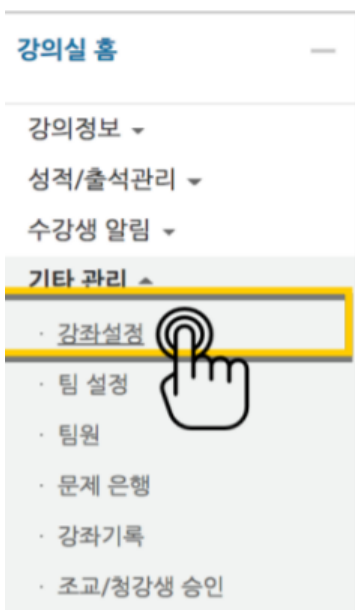 강의실 홈
강의정보
성적/출석관리
수강생 알림
기타 관리
· 강좌설정
· 팀 설정
· 팀원
· 문제 은행
· 강좌기록
· 조교/청강생 승인